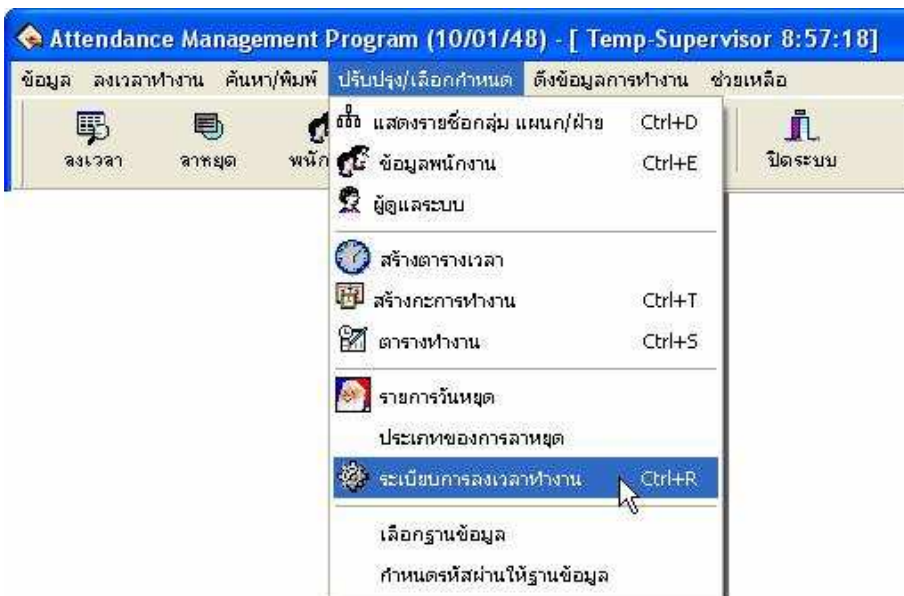 Attendance Management Program (10/01/48) - [ Temp-Supervisor 8:57:18]
ข้อมูล ลงเวลาทำงาน ค้นหา/พิมพ์ ปรับปรุง/เลือกกำหนด ดึงข้อมูลการทำงาน ช่วยเหลือ
ลงเวลา ลาหยุด พนัก ปิดระบบ
แสดงรายชื่อกลุ่ม แผนก/ฝ่าย Ctrl+D
ข้อมูลพนักงาน Ctrl+E
ผู้ดูแลระบบ
สร้างตารางเวลา
สร้างกะการทำงาน Ctrl+T
ตารางทำงาน Ctrl+S
รายการวันหยุด
ประเภทของการลาหยุด
ระเบียบการลงเวลาทำงาน Ctrl+R
เลือกฐานข้อมูล
กำหนดรหัสผ่านให้ฐานข้อมูล